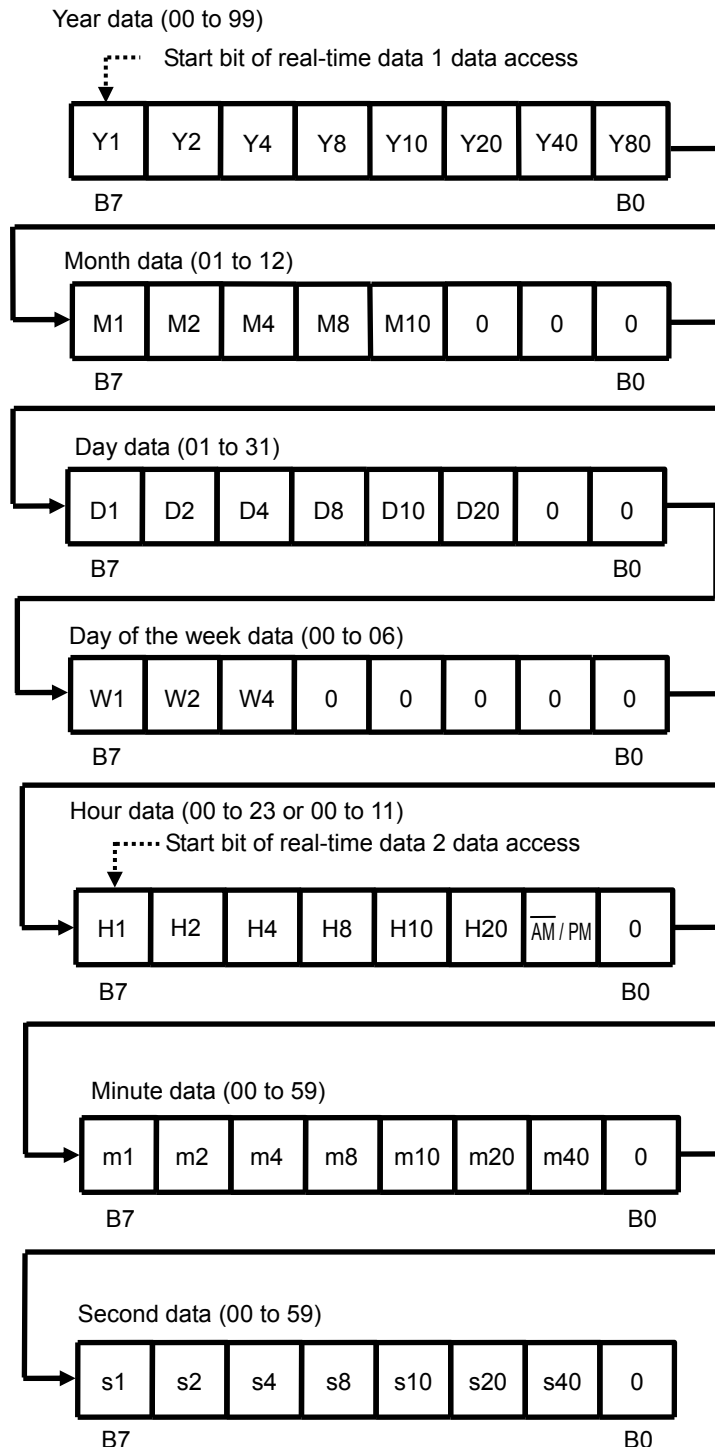 Year data (00 to 99)
Start bit of real-time data 1 data access
Y1 Y2 Y4 Y8 Y10 Y20 Y40 Y80
B7 B0
Month data (01 to 12)
M1 M2 M4 M8 M10 0 0 0
B7 B0
Day data (01 to 31)
D1 D2 D4 D8 D10 D20 0 0
B7 B0
Day of the week data (00 to 06)
W1 W2 W4 0 0 0 0 0
B7 B0
Hour data (00 to 23 or 00 to 11)
Start bit of real-time data 2 data access
H1 H2 H4 H8 H10 H20 A̅M̅ / PM 0
B7 B0
Minute data (00 to 59)
m1 m2 m4 m8 m10 m20 m40 0
B7 B0
Second data (00 to 59)
s1 s2 s4 s8 s10 s20 s40 0
B7 B0